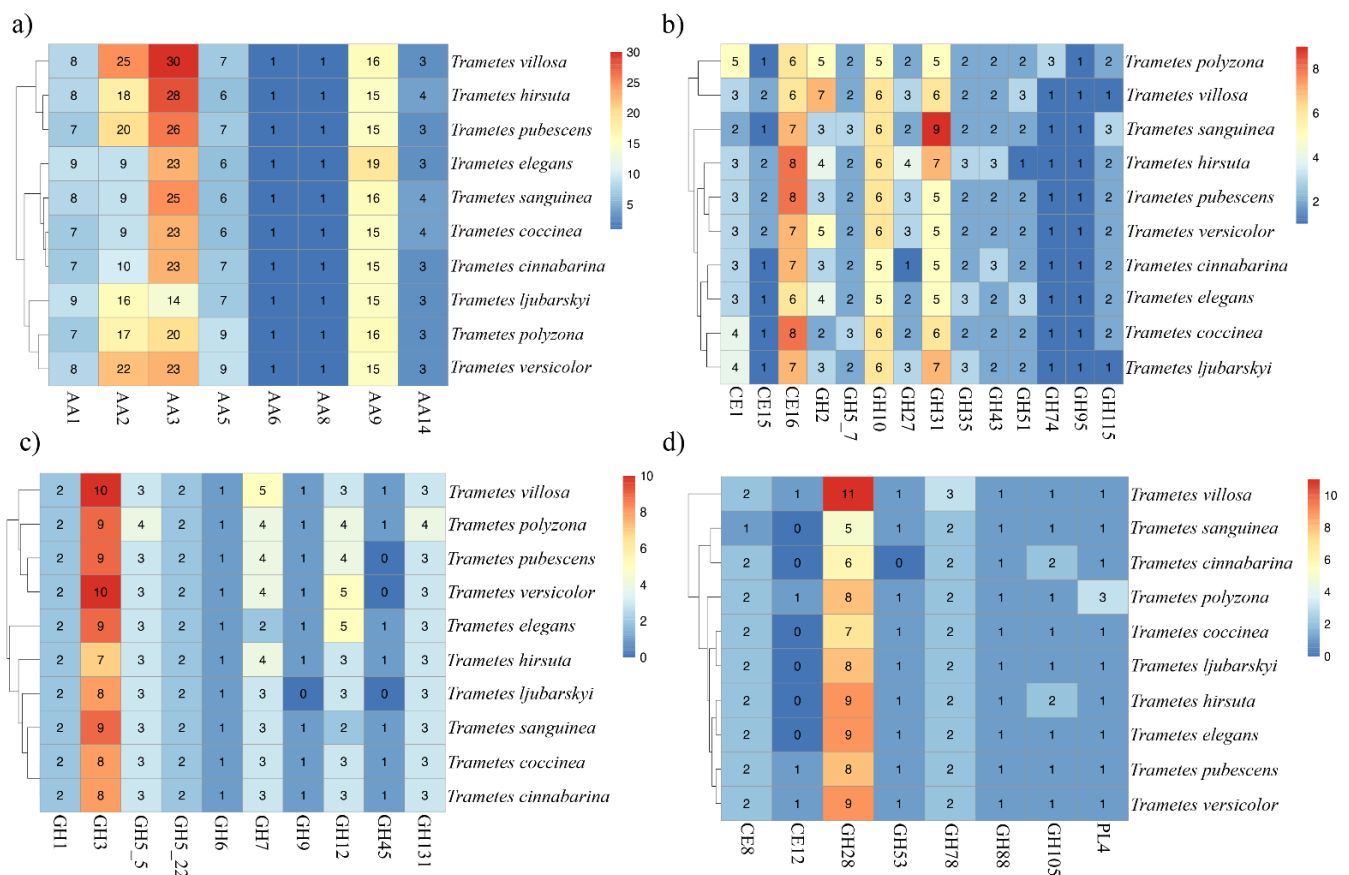 a)
8 25 30 7 1 1 16 3 Trametes villosa
8 18 28 6 1 1 15 4 Trametes hirsuta
7 20 26 5 1 1 15 3 Trametes pubescens
9 9 23 6 1 1 19 3 Trametes elegans
8 9 25 6 1 1 16 4 Trametes sanguinea
7 9 23 6 1 1 15 4 Trametes coccinea
7 10 23 7 1 1 15 3 Trametes cinnabarina
9 16 14 7 1 1 15 3 Trametes ljubarskyi
7 17 20 9 1 1 16 3 Trametes polyzona
8 22 23 9 1 1 15 3 Trametes versicolor
AA1 AA2 AA3 AA5 AA6 AA8 AA9 AA14
30
25
20
15
10
5
b)
5 1 6 5 2 5 2 5 2 2 2 3 1 2 Trametes polyzona
3 2 6 7 2 6 3 6 2 2 3 1 1 1 Trametes villosa
2 1 7 3 3 6 2 9 2 2 2 1 1 3 Trametes sanguinea
3 2 8 4 2 6 4 7 3 3 1 1 1 2 Trametes hirsuta
3 2 8 3 2 6 3 5 2 2 2 1 1 2 Trametes pubescens
3 2 7 5 2 6 3 5 2 2 2 1 1 2 Trametes versicolor
3 1 7 3 2 5 1 5 2 3 2 1 1 2 Trametes cinnabarina
3 1 6 4 2 5 2 5 3 2 3 1 1 2 Trametes elegans
4 1 8 2 3 6 2 6 2 2 2 1 1 2 Trametes coccinea
4 1 7 3 2 6 3 7 3 2 2 1 1 1 Trametes ljubarskyi
CE1 CE15 CE16 GH2 GH5_7 GH10 GH27 GH31 GH35 GH43 GH51 GH74 GH95 GH115
8
6
4
2
c)
2 10 3 2 1 5 1 3 1 3 Trametes villosa
2 9 4 2 1 4 1 4 1 4 Trametes polyzona
2 9 3 2 1 4 1 4 0 3 Trametes pubescens
2 10 3 2 1 4 1 5 0 3 Trametes versicolor
2 9 3 2 1 2 1 5 1 3 Trametes elegans
2 7 3 2 1 4 1 3 1 3 Trametes hirsuta
2 8 3 2 1 3 0 3 0 3 Trametes ljubarskyi
2 9 3 2 1 3 1 2 1 3 Trametes sanguinea
2 8 3 2 1 3 1 3 1 3 Trametes coccinea
2 8 3 2 1 3 1 3 1 3 Trametes cinnabarina
GH1 GH3 GH5_5 GH5_22 GH6 GH7 GH9 GH12 GH45 GH131
10
8
6
4
2
0
d)
2 1 11 1 3 1 1 1 Trametes villosa
1 0 5 1 2 1 1 1 Trametes sanguinea
2 0 6 0 2 1 2 1 Trametes cinnabarina
2 1 8 1 2 1 1 3 Trametes polyzona
2 0 7 1 2 1 1 1 Trametes coccinea
2 0 8 1 2 1 1 1 Trametes ljubarskyi
2 0 9 1 2 1 2 1 Trametes hirsuta
2 0 9 1 2 1 1 1 Trametes elegans
2 1 8 1 2 1 1 1 Trametes pubescens
2 1 9 1 2 1 1 1 Trametes versicolor
CE8 CE12 GH28 GH53 GH78 GH88 GH105 PL4
10
8
6
4
2
0